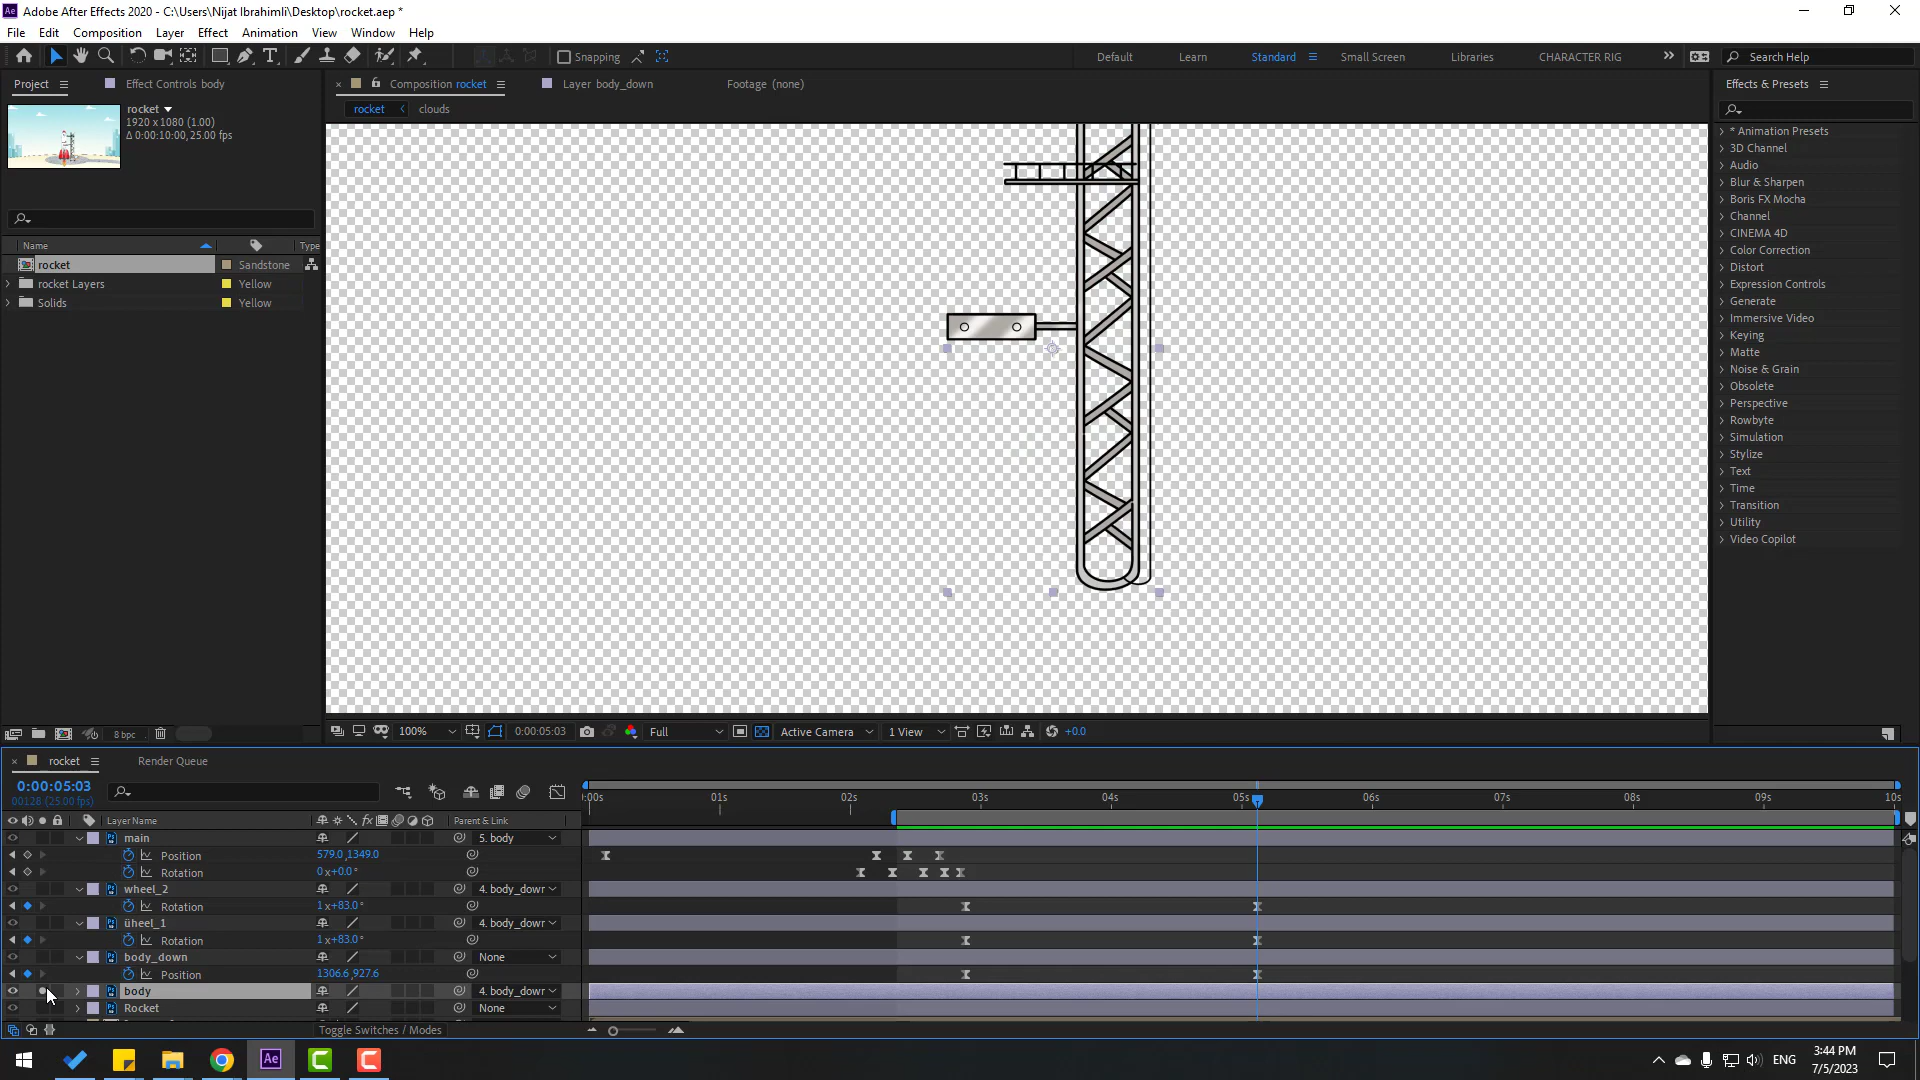 Adobe After Effects 2020 - C:\Users\Nijat Ibrahimli\Desktop\rocket.aep *
File Edit Composition Layer Effect Animation View Window Help
Snapping Default Learn Standard Small Screen Libraries CHARACTER RIG Search Help
Project Effect Controls body Composition rocket Layer body_down Footage (none) Effects & Presets
rocket
1920 x 1080 (1.00)
Δ 0:00:10:00, 25.00 fps
rocket clouds
Name Type
rocket Sandstone
rocket Layers Yellow
Solids Yellow
* Animation Presets
3D Channel
Audio
Blur & Sharpen
Boris FX Mocha
Channel
CINEMA 4D
Color Correction
Distort
Expression Controls
Generate
Immersive Video
Keying
Matte
Noise & Grain
Obsolete
Perspective
Rowbyte
Simulation
Stylize
Text
Time
Transition
Utility
Video Copilot
8 bpc 100% 0:00:05:03 Full Active Camera 1 View +0.0
rocket Render Queue
0:00:05:03
00128 (25.00 fps)
:00s 01s 02s 03s 04s 05s 06s 07s 08s 09s 10s
Layer Name Parent & Link
main 5. body
Position 579.0,1349.0
Rotation 0x+0.0°
wheel_2 4. body_dowr
Rotation 1x+83.0°
üheel_1 4. body_dowr
Rotation 1x+83.0°
body_down None
Position 1306.6,927.6
body 4. body_dowr
Rocket None
Toggle Switches / Modes
Ae ENG 3:44 PM
7/5/2023